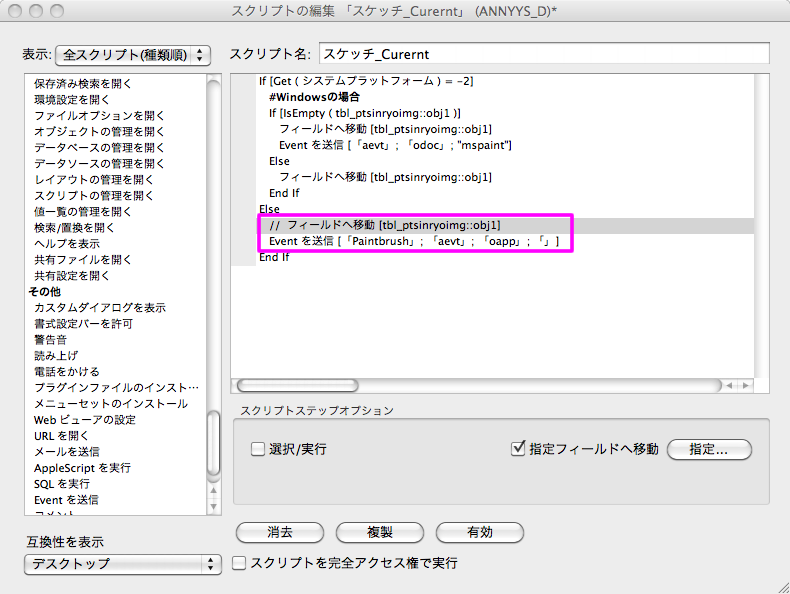 スクリプトの編集 「スケッチ_Curernt」 (ANNYYS_D)*
表示: 全スクリプト(種類順)
スクリプト名: スケッチ_Curernt
保存済み検索を開く
環境設定を開く
ファイルオプションを開く
オブジェクトの管理を開く
データベースの管理を開く
データソースの管理を開く
レイアウトの管理を開く
スクリプトの管理を開く
値一覧の管理を開く
検索/置換を開く
ヘルプを表示
共有ファイルを開く
共有設定を開く
その他
カスタムダイアログを表示
書式設定バーを許可
警告音
読み上げ
電話をかける
プラグインファイルのインスト…
メニューセットのインストール
Web ビューアの設定
URL を開く
メールを送信
AppleScript を実行
SQL を実行
Event を送信
コメント
互換性を表示
デスクトップ
If [Get ( システムプラットフォーム ) = -2]
#Windowsの場合
If [IsEmpty ( tbl_ptsinryoimg::obj1 )]
フィールドへ移動 [tbl_ptsinryoimg::obj1]
Event を送信 [「aevt」; 「odoc」; "mspaint"]
Else
フィールドへ移動 [tbl_ptsinryoimg::obj1]
End If
Else
// フィールドへ移動 [tbl_ptsinryoimg::obj1]
Event を送信 [「Paintbrush」; 「aevt」; 「oapp」; 「」]
End If
スクリプトステップオプション
選択/実行
指定フィールドへ移動
指定...
消去
複製
有効
スクリプトを完全アクセス権で実行